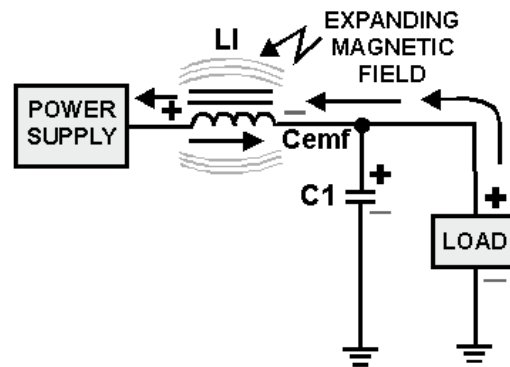 EXPANDING
MAGNETIC
FIELD
LI
POWER
SUPPLY
+
−
Cemf
C1
+
−
+
LOAD
−